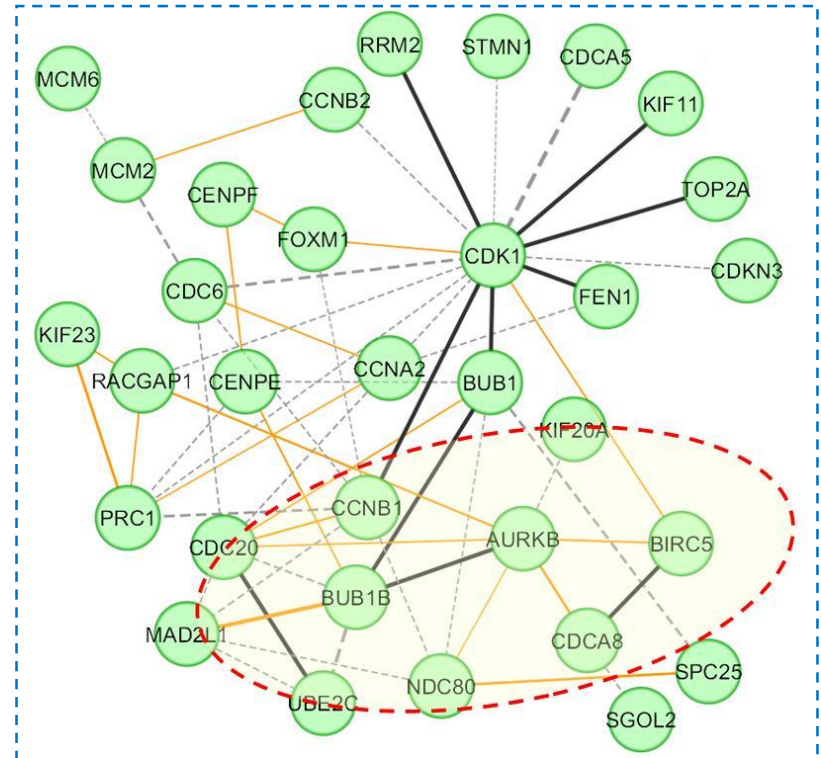 RRM2
STMN1
CDCA5
MCM6
CCNB2
KIF11
MCM2
CENPF
TOP2A
FOXM1
CDK1
CDKN3
CDC6
FEN1
KIF23
RACGAP1
CENPE
CCNA2
BUB1
KIF20A
PRC1
CCNB1
CDC20
AURKB
BIRC5
BUB1B
MAD2L1
CDCA8
SPC25
NDC80
UBE2C
SGOL2